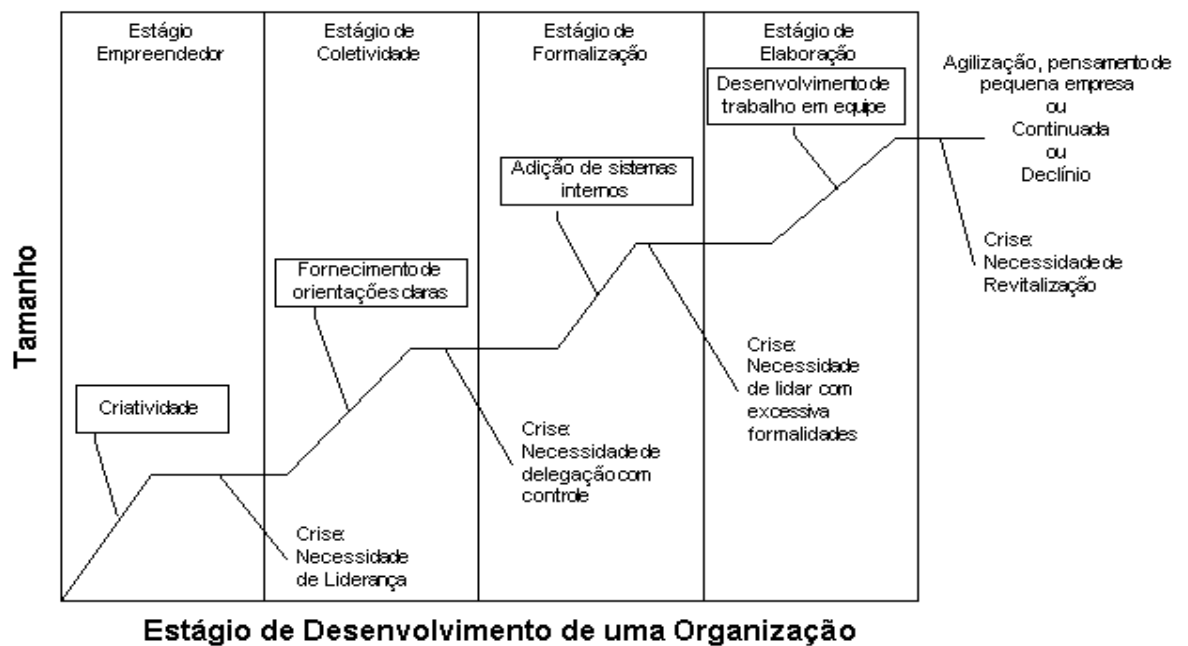 Estágio
Empreendedor
Estágio de
Coletividade
Estágio de
Formalização
Estágio de
Elaboração
Agilização, pensamento de
pequena empresa
ou
Continuada
ou
Declínio
Desenvolvimento de
trabalho em equipe
Adição de sistemas
internos
Fornecimento de
orientações claras
Criatividade
Crise:
Necessidade
de Liderança
Crise:
Necessidade de
delegação com
controle
Crise:
Necessidade
de lidar com
excessiva
formalidades
Crise:
Necessidade de
Revitalização
Tamanho
Estágio de Desenvolvimento de uma Organização